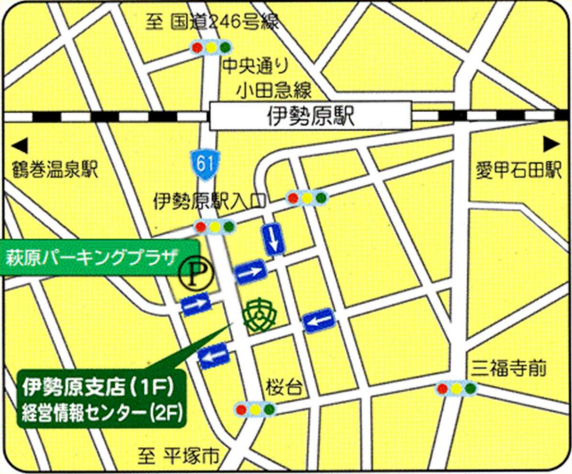 至 国道246号線
中央通り
小田急線
伊勢原駅
鶴巻温泉駅
61
愛甲石田駅
伊勢原駅入口
萩原パーキングプラザ
P
伊勢原支店(1F)
経営情報センター(2F)
桜台
三福寺前
至 平塚市